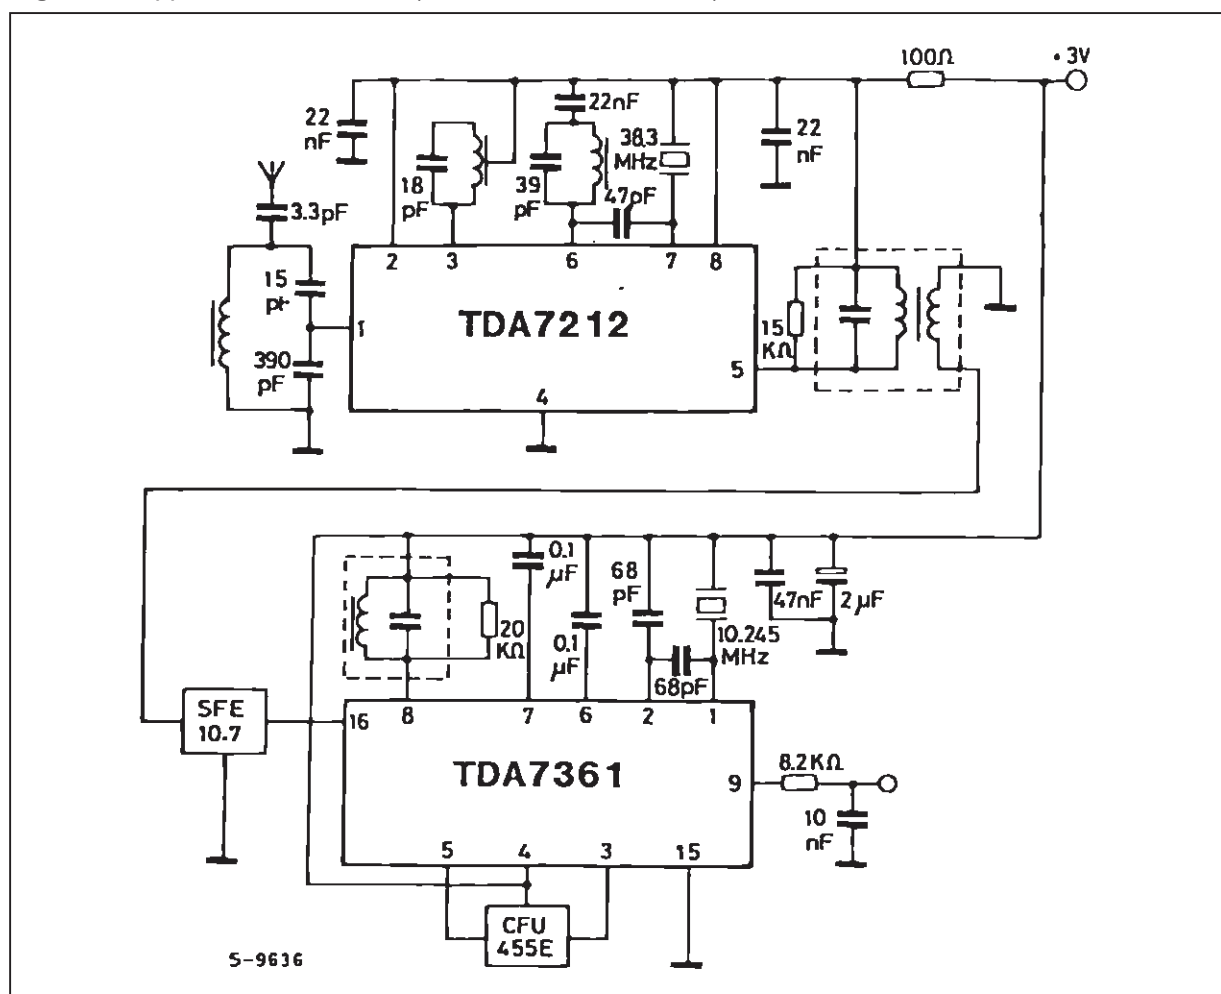 100Ω
·3V
22
nF
22nF
38.3
MHz
22
nF
18
pF
39
pF
47pF
3.3pF
2
3
6
7
8
15
1
TDA7212
15
KΩ
390
pF
5
4
0.1
μF
68
pF
47nF
2μF
20
KΩ
0.1
μF
10.245
MHz
68pF
SFE
10.7
16
8
7
6
2
1
TDA7361
9
8.2KΩ
10
nF
5
4
3
15
CFU
455E
S-9636